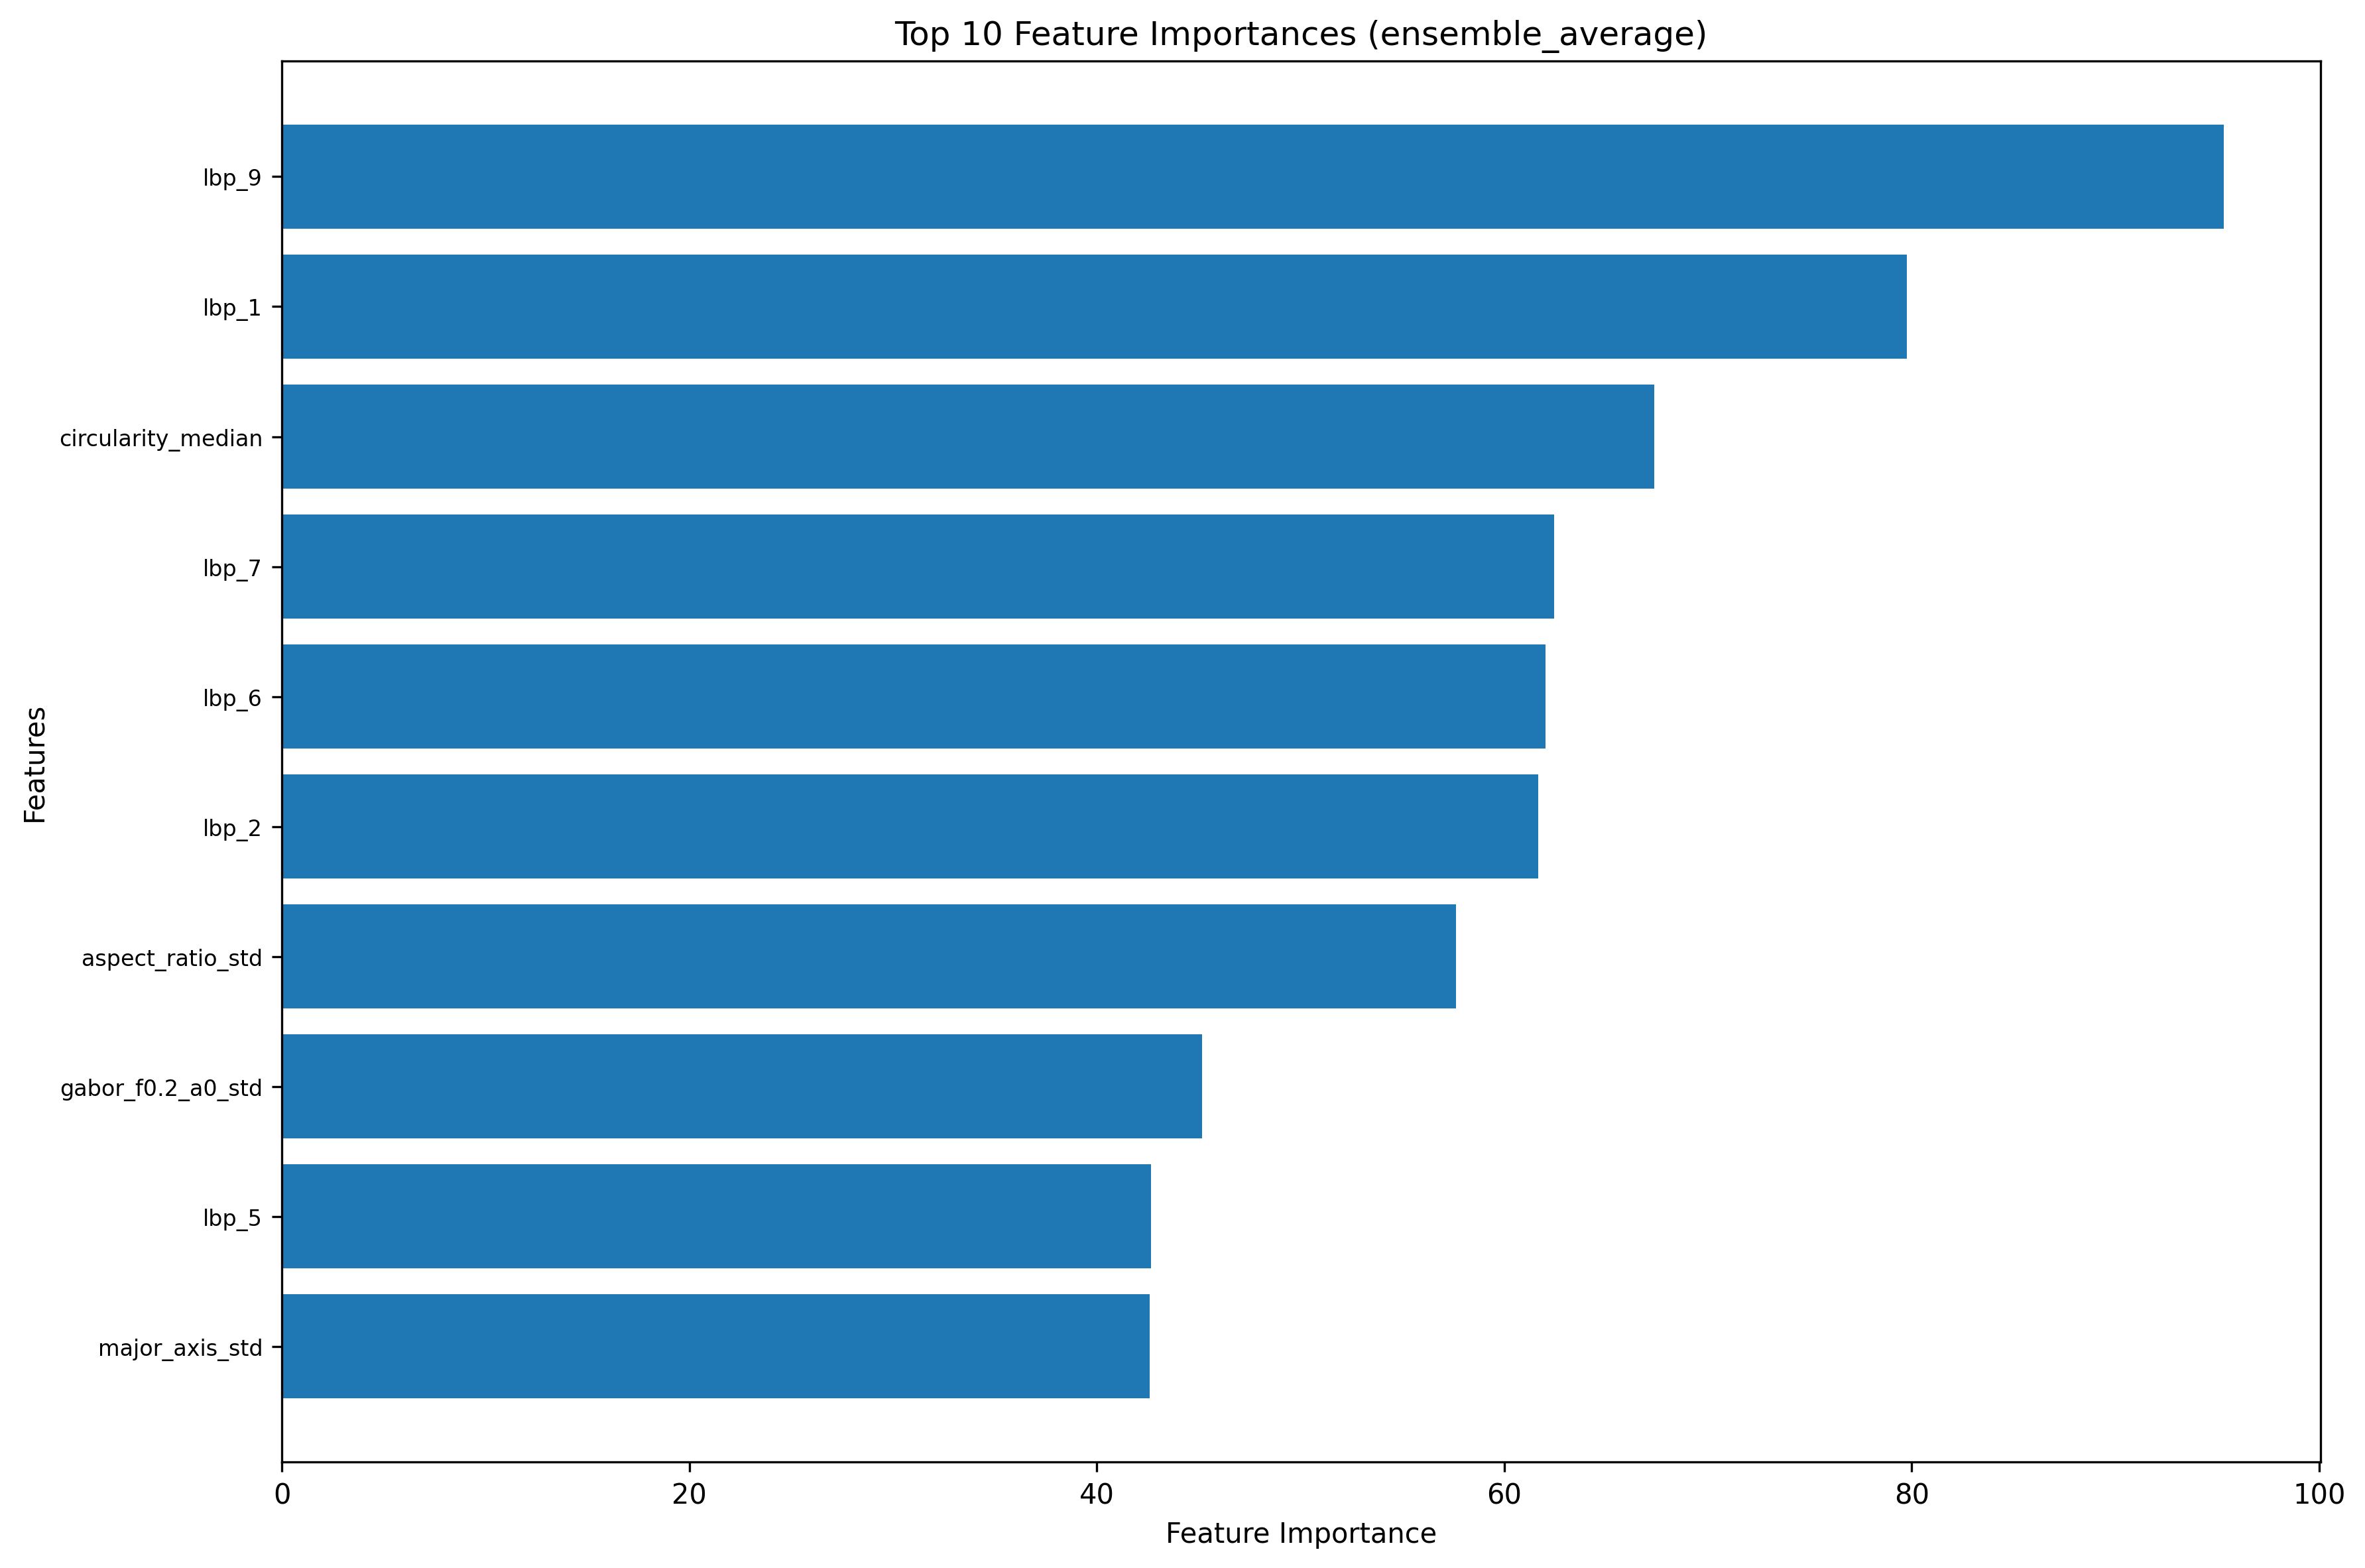 Top 10 Feature Importances (ensemble_average)
lbp_9
lbp_1
circularity_median
lbp_7
lbp_6
lbp_2
aspect_ratio_std
gabor_f0.2_a0_std
lbp_5
major_axis_std
Features
0 20 40 60 80 100
Feature Importance